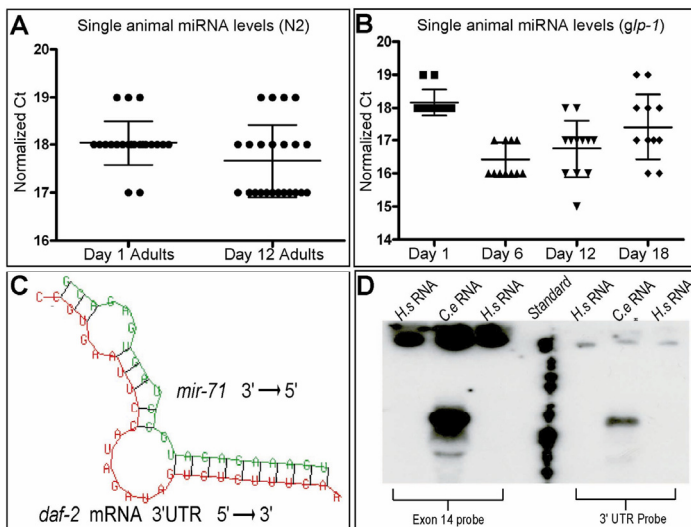 A
Single animal miRNA levels (N2)
Normalized Ct
19
18
17
16
Day 1 Adults
Day 12 Adults
B
Single animal miRNA levels (glp-1)
Normalized Ct
20
19
18
17
16
15
14
Day 1
Day 6
Day 12
Day 18
C
mir-71 3' → 5'
daf-2 mRNA 3'UTR 5' → 3'
D
H.s RNA
C.e RNA
H.s RNA
Standard
H.s RNA
C.e RNA
H.s RNA
Exon 14 probe
3' UTR Probe